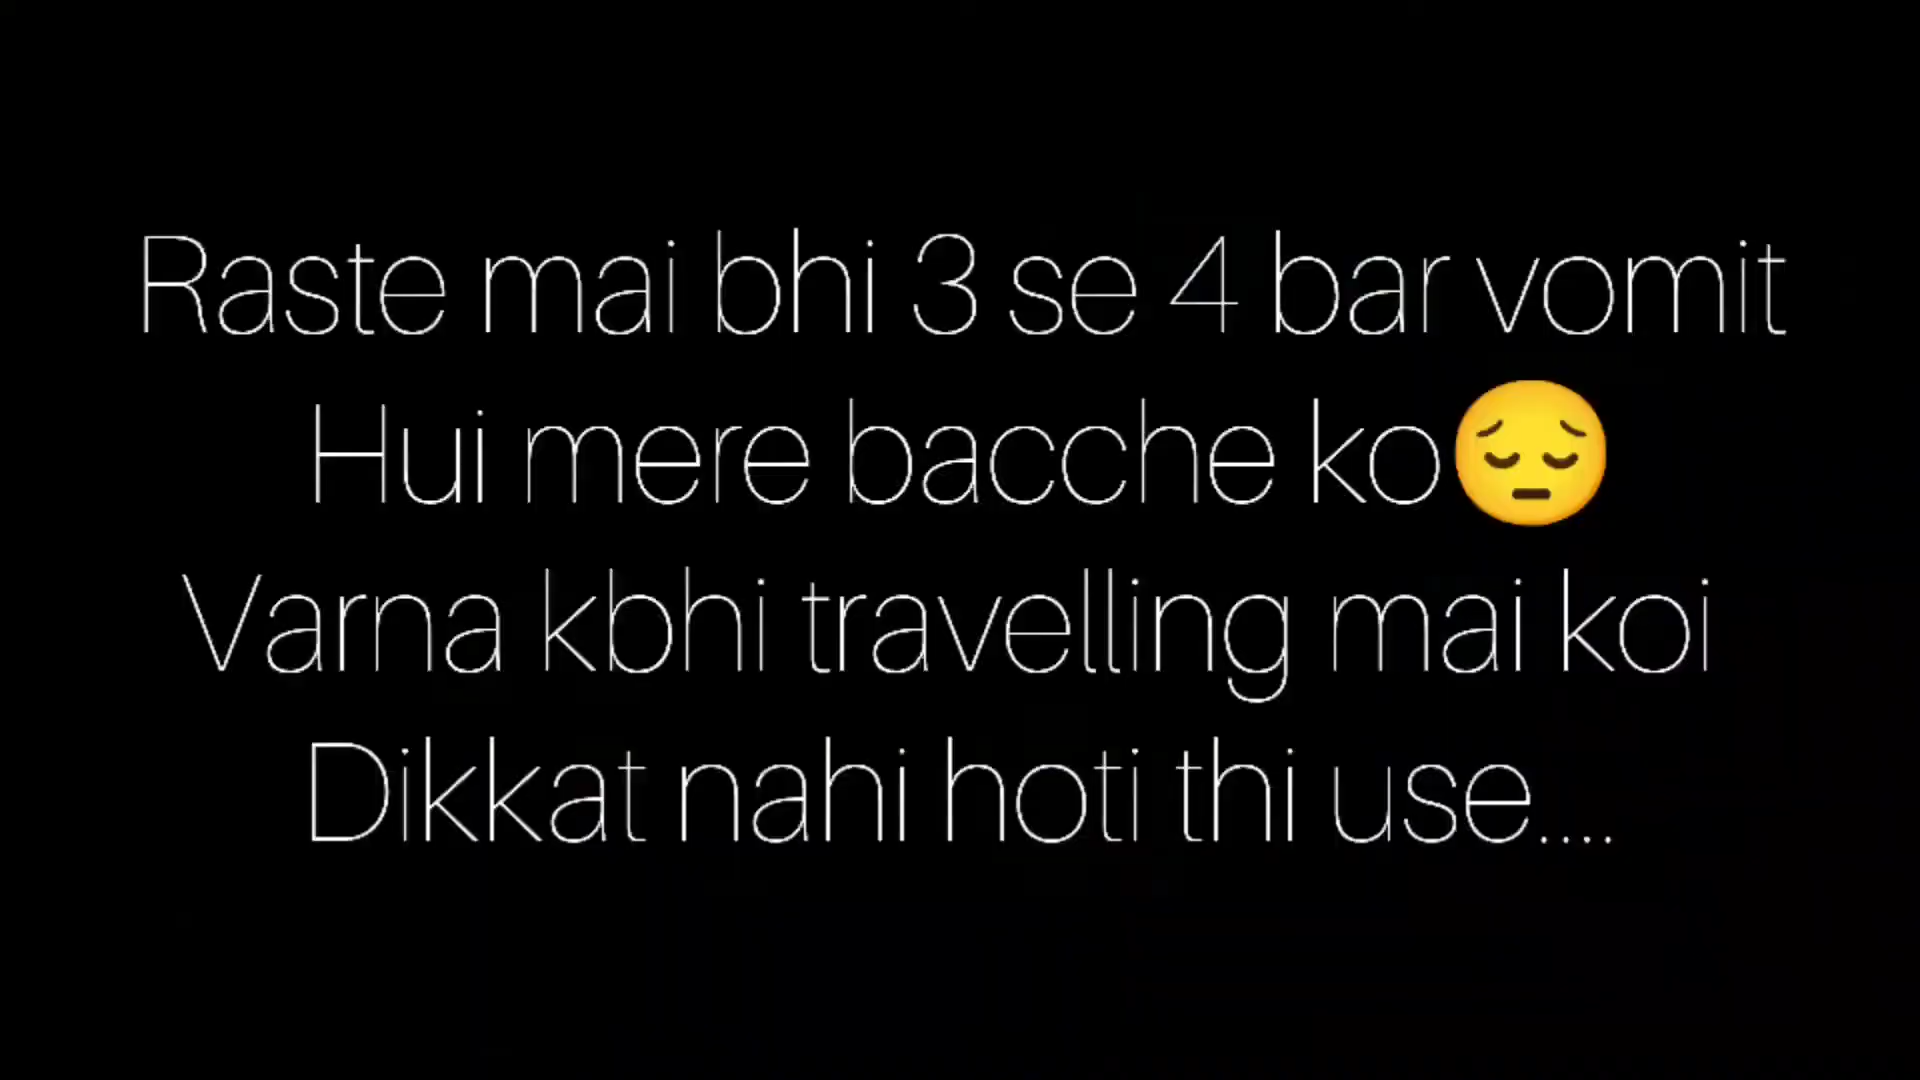 Raste mai bhi 3 se 4 bar vomit
Hui mere bacche ko😔
Varna kbhi travelling mai koi
Dikkat nahi hoti thi use....